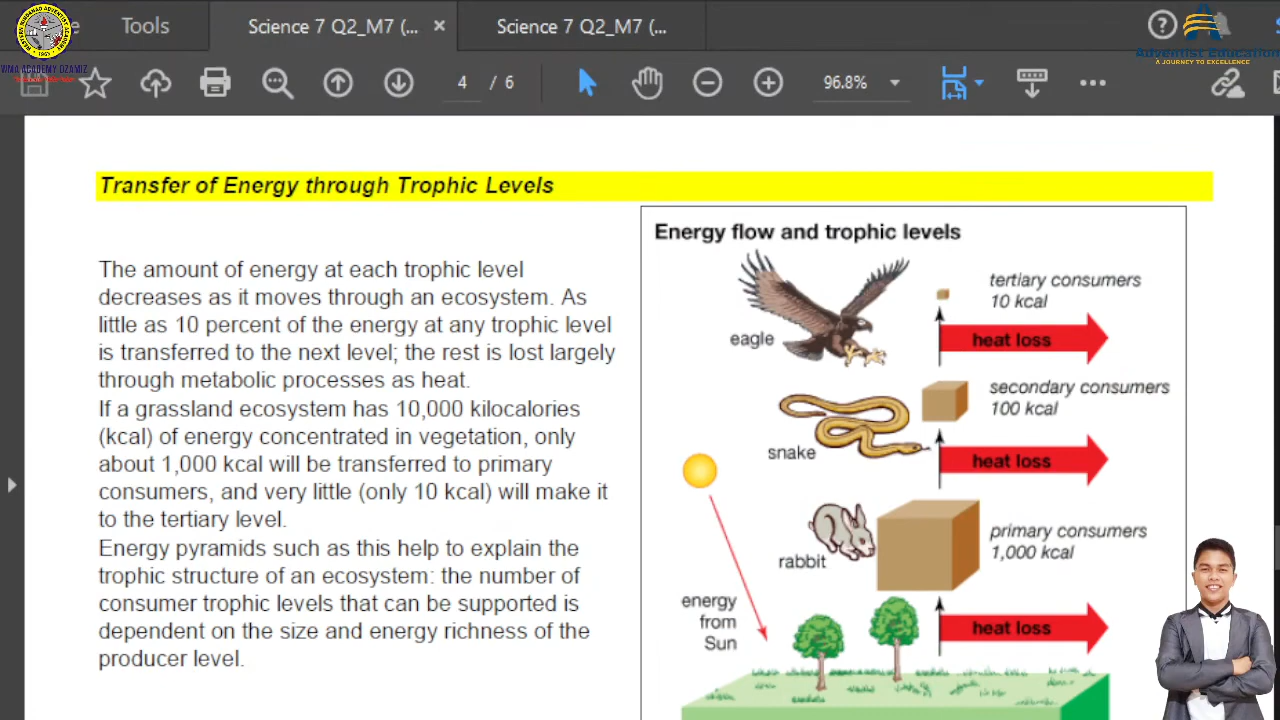 Tools
Science 7 Q2_M7 (...
Science 7 Q2_M7 (...
Adventist Education
A JOURNEY TO EXCELLENCE
WMA ACADEMY OZAMIZ
4 / 6
96.8%
Transfer of Energy through Trophic Levels
The amount of energy at each trophic level
decreases as it moves through an ecosystem. As
little as 10 percent of the energy at any trophic level
is transferred to the next level; the rest is lost largely
through metabolic processes as heat.
If a grassland ecosystem has 10,000 kilocalories
(kcal) of energy concentrated in vegetation, only
about 1,000 kcal will be transferred to primary
consumers, and very little (only 10 kcal) will make it
to the tertiary level.
Energy pyramids such as this help to explain the
trophic structure of an ecosystem: the number of
consumer trophic levels that can be supported is
dependent on the size and energy richness of the
producer level.
Energy flow and trophic levels
tertiary consumers
10 kcal
eagle
heat loss
secondary consumers
100 kcal
snake
heat loss
primary consumers
1,000 kcal
rabbit
energy
from
Sun
heat loss